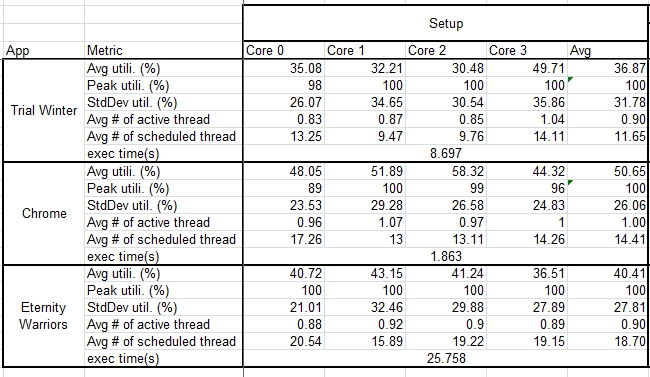 Setup
App Metric Core 0 Core 1 Core 2 Core 3 Avg
Trial Winter
Avg utili. (%) 35.08 32.21 30.48 49.71 36.87
Peak utili. (%) 98 100 100 100 100
StdDev util. (%) 26.07 34.65 30.54 35.86 31.78
Avg # of active thread 0.83 0.87 0.85 1.04 0.90
Avg # of scheduled thread 13.25 9.47 9.76 14.11 11.65
exec time(s) 8.697
Chrome
Avg utili. (%) 48.05 51.89 58.32 44.32 50.65
Peak utili. (%) 89 100 99 96 100
StdDev util. (%) 23.53 29.28 26.58 24.83 26.06
Avg # of active thread 0.96 1.07 0.97 1 1.00
Avg # of scheduled thread 17.26 13 13.11 14.26 14.41
exec time(s) 1.863
Eternity
Warriors
Avg utili. (%) 40.72 43.15 41.24 36.51 40.41
Peak utili. (%) 100 100 100 100 100
StdDev util. (%) 21.01 32.46 29.88 27.89 27.81
Avg # of active thread 0.88 0.92 0.9 0.89 0.90
Avg # of scheduled thread 20.54 15.89 19.22 19.15 18.70
exec time(s) 25.758